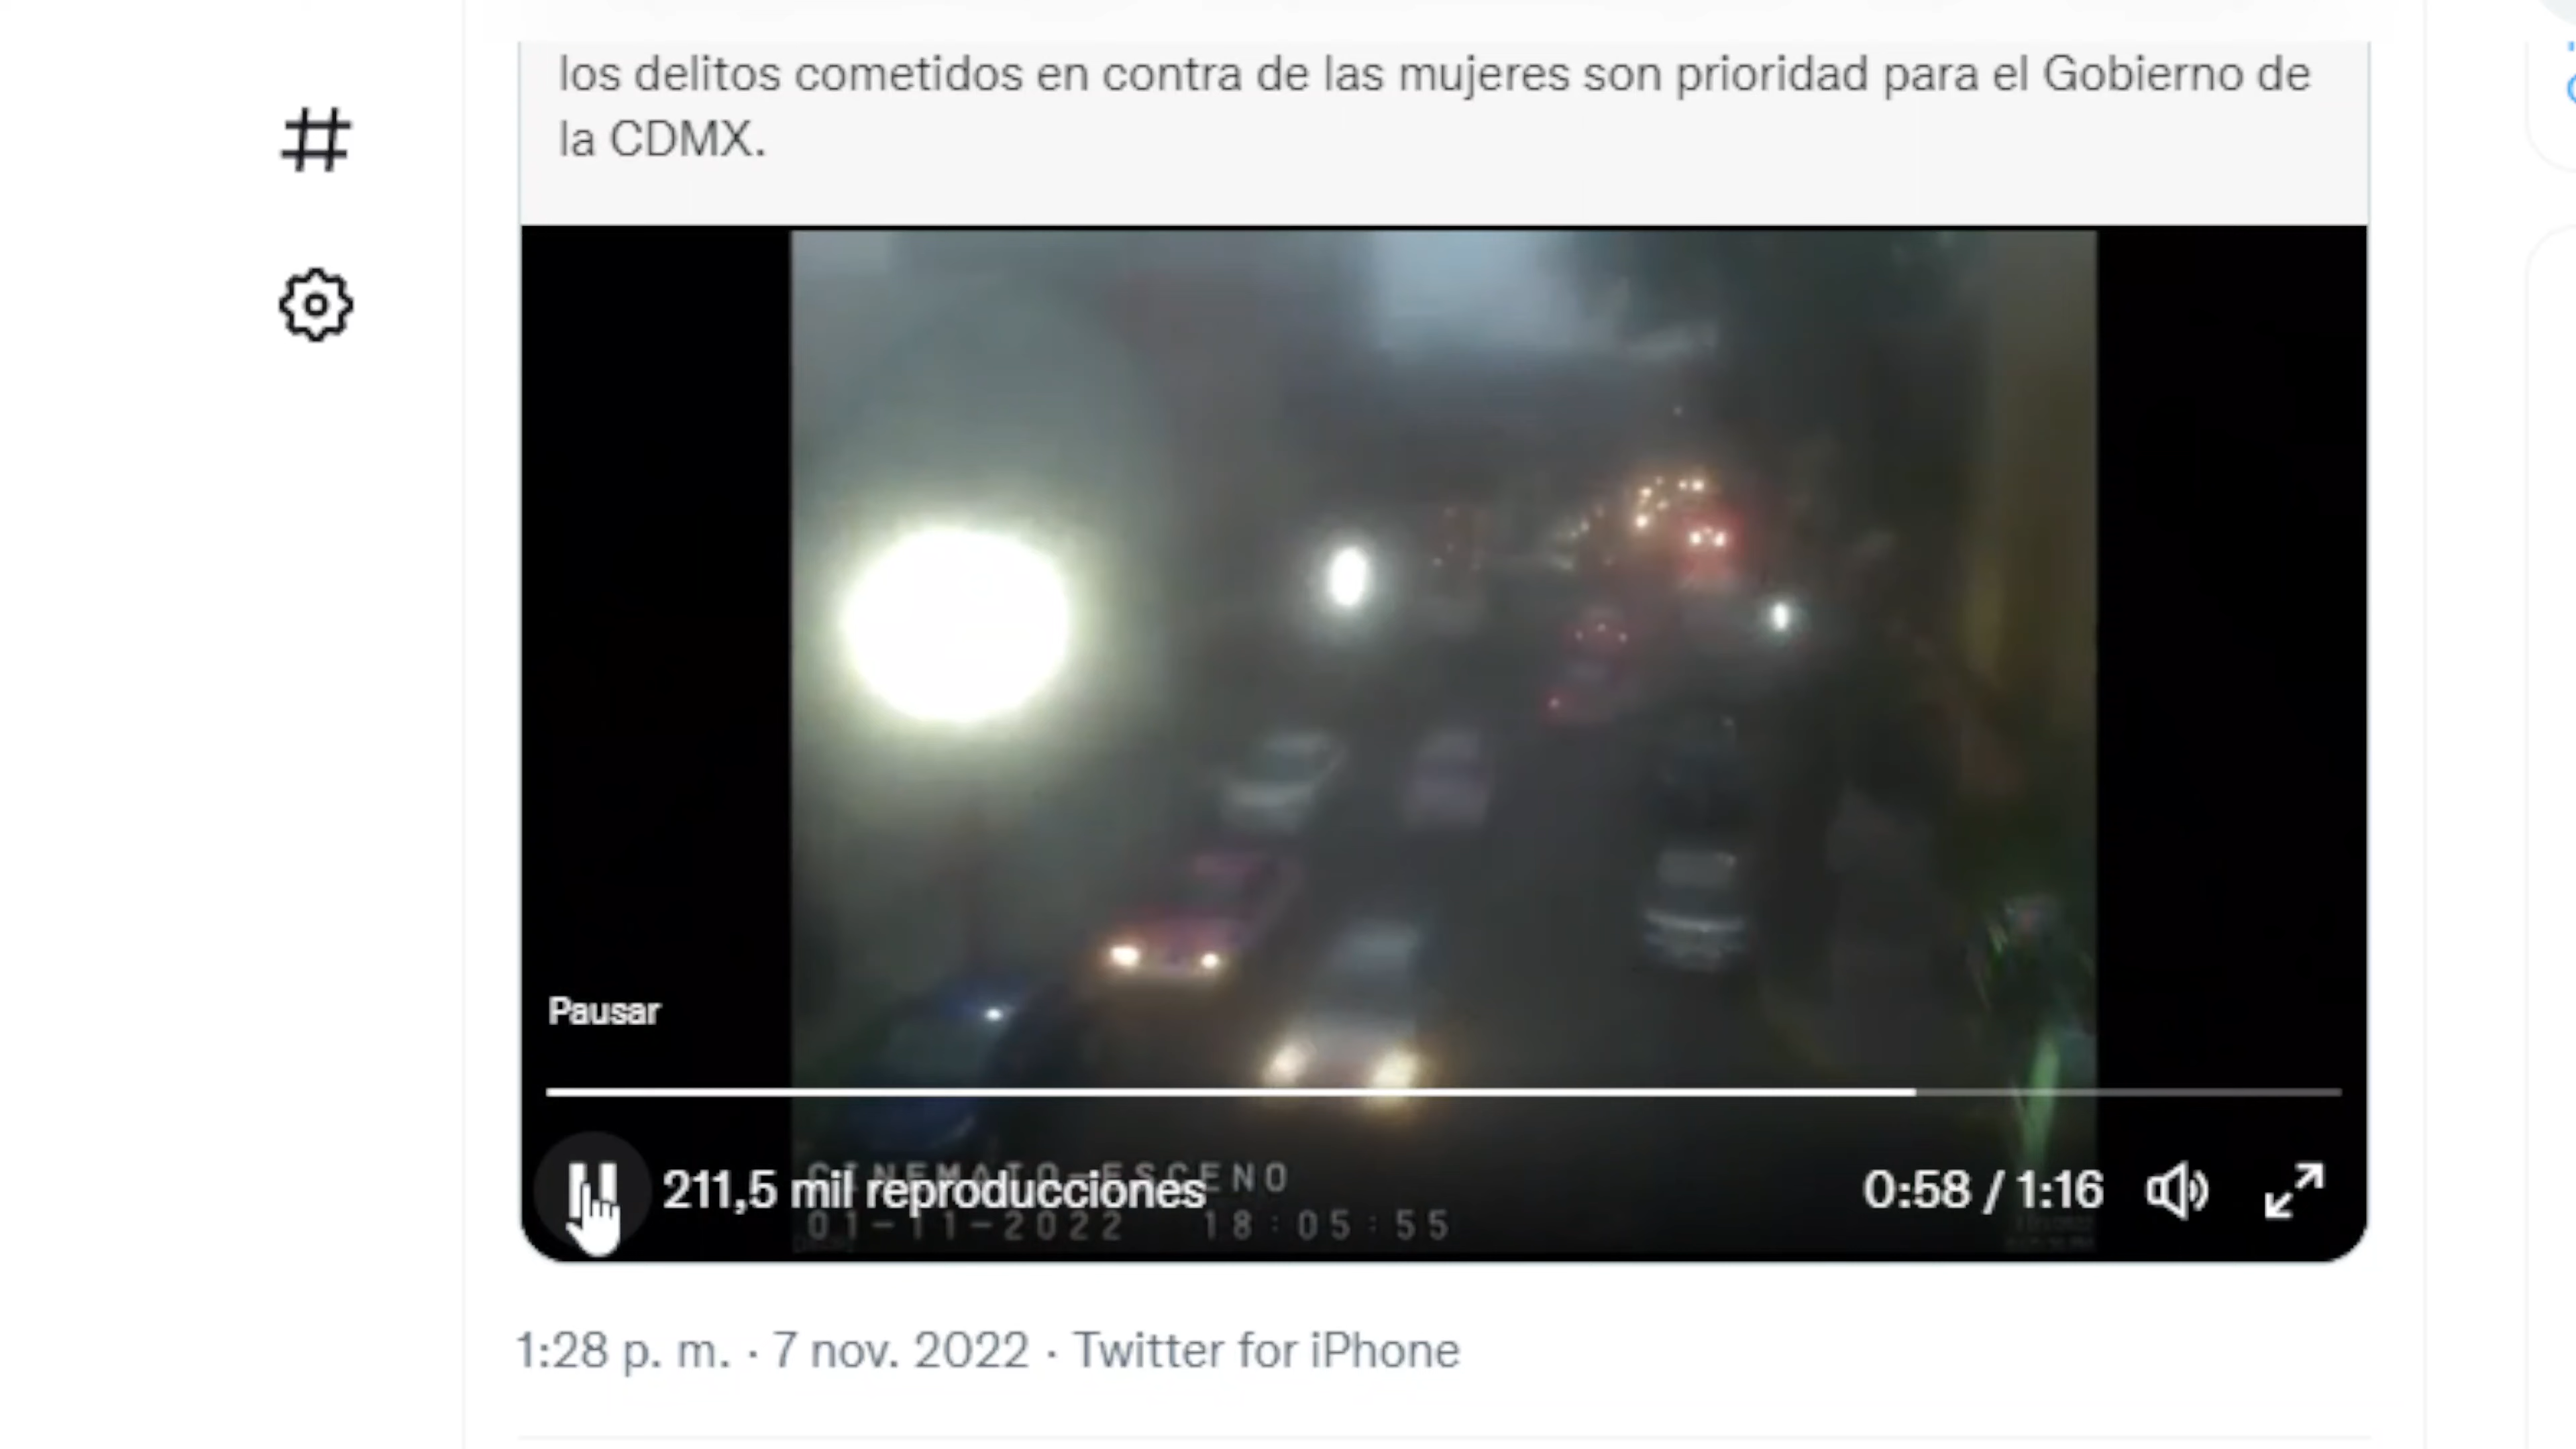 los delitos cometidos en contra de las mujeres son prioridad para el Gobierno de
la CDMX.
Pausar
CINEMATO-ESCENO
211,5 mil reproducciones
0:58 / 1:16
01-11-2022 18:05:55
1:28 p. m. · 7 nov. 2022 · Twitter for iPhone